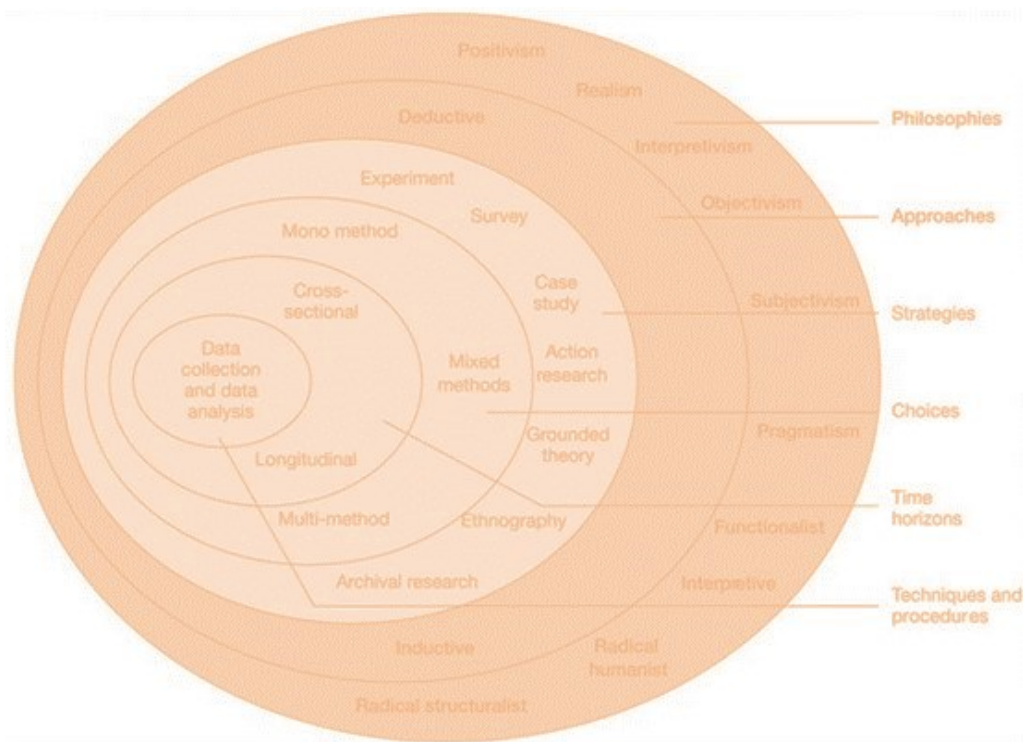 Positivism
Realism
Deductive
Philosophies
Interpretivism
Experiment
Objectivism
Survey
Approaches
Mono method
Case
study
Cross-
sectional
Subjectivism
Strategies
Data
collection
and data
analysis
Mixed
methods
Action
research
Choices
Pragmatism
Grounded
theory
Longitudinal
Time
horizons
Multi-method
Ethnography
Functionalist
Archival research
Interpretive
Techniques and
procedures
Inductive
Radical
humanist
Radical structuralist